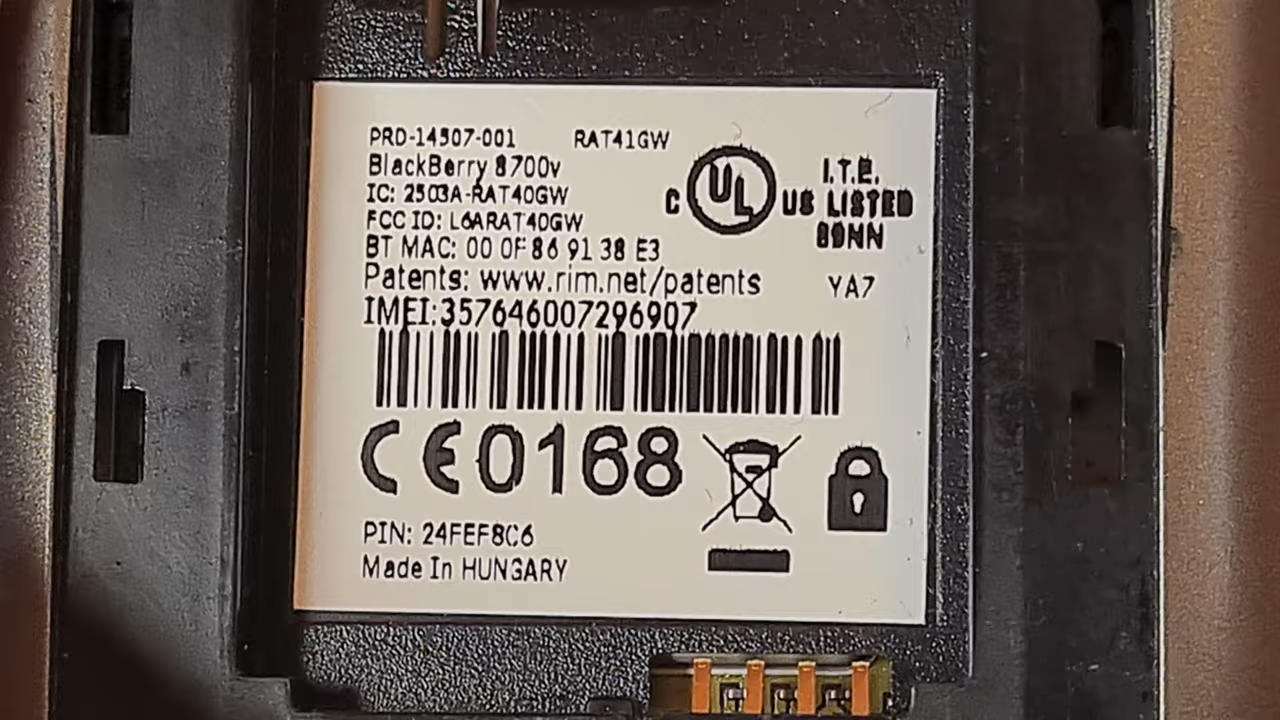 PRD-14507-001 RAT41GW
BlackBerry 8700v
IC: 2503A-RAT40GW
FCC ID: L6ARAT40GW
BT MAC: 00 0F 86 91 38 E3
Patents: www.rim.net/patents
IMEI:357646007296907
C UL US I.T.E. LISTED 89NN
YA7
CE0168
PIN: 24FEF8C6
Made In HUNGARY